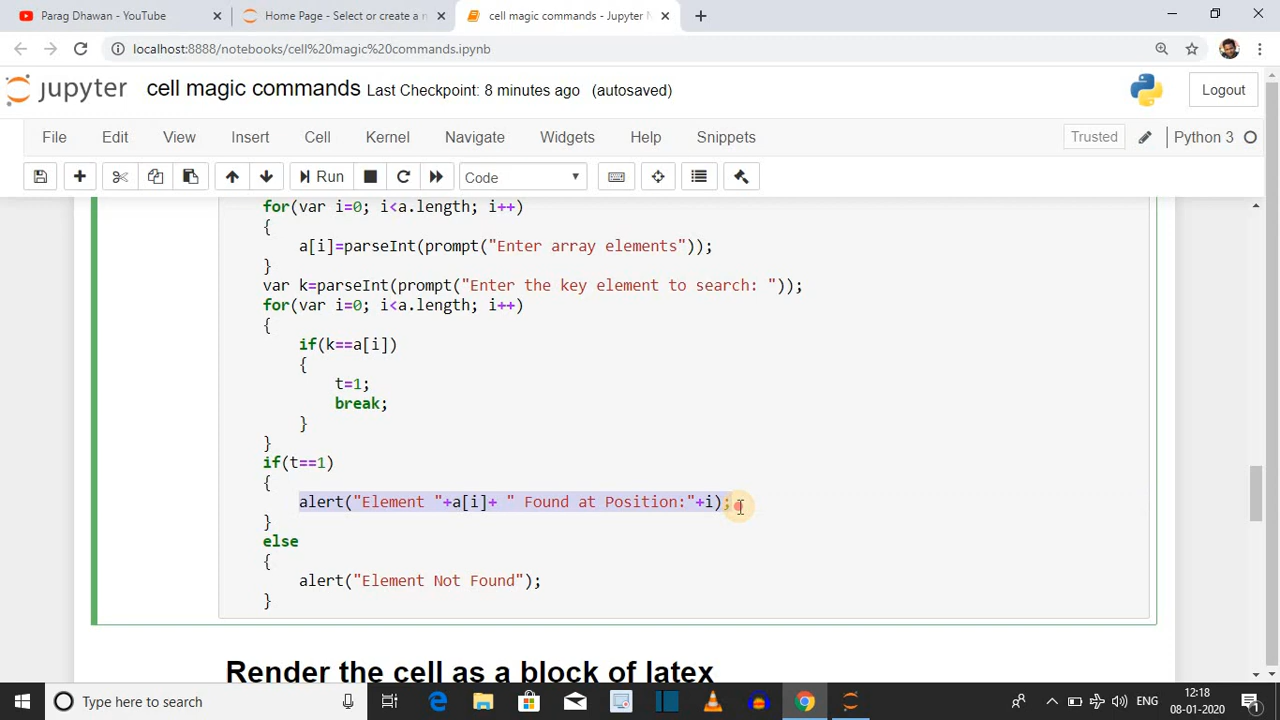 Parag Dhawan - YouTube
Home Page - Select or create a n
cell magic commands - Jupyter N
localhost:8888/notebooks/cell%20magic%20commands.ipynb
jupyter cell magic commands Last Checkpoint: 8 minutes ago (autosaved)
Logout
File Edit View Insert Cell Kernel Navigate Widgets Help Snippets
Trusted Python 3
Run Code
for(var i=0; i<a.length; i++)
{
a[i]=parseInt(prompt("Enter array elements"));
}
var k=parseInt(prompt("Enter the key element to search: "));
for(var i=0; i<a.length; i++)
{
if(k==a[i])
{
t=1;
break;
}
}
if(t==1)
{
alert("Element "+a[i]+ " Found at Position:"+i);
}
else
{
alert("Element Not Found");
}
Render the cell as a block of latex
Type here to search
ENG
12:18
08-01-2020